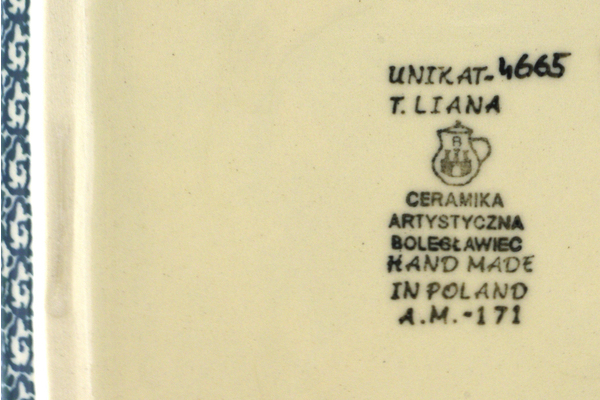 UNIKAT-4665
T. LIANA
B
CERAMIKA
ARTYSTYCZNA
BOLESŁAWIEC
HAND MADE
IN POLAND
A.M.-171